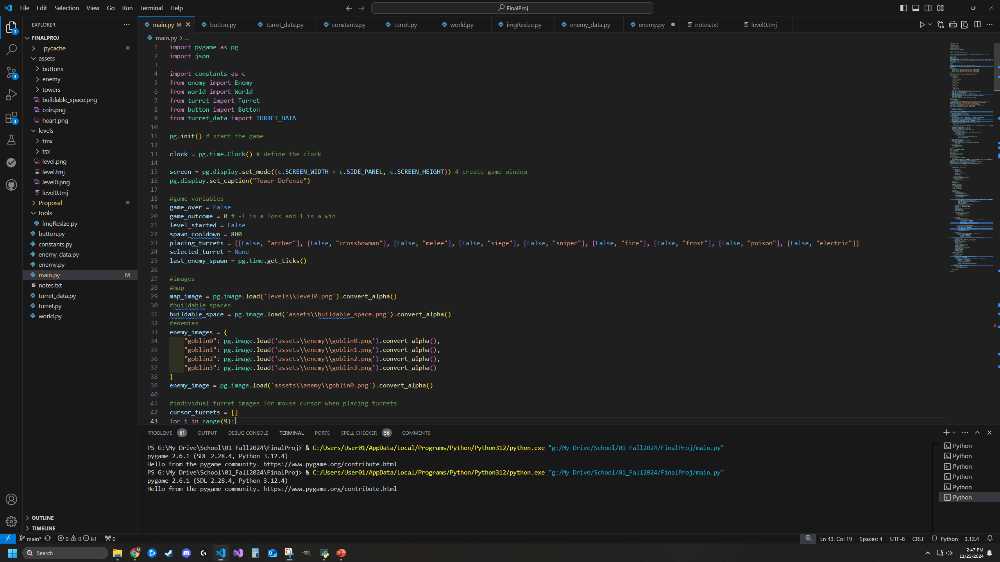 File Edit Selection View Go Run Terminal Help
FinalProj
EXPLORER
FINALPROJ
__pycache__
assets
buttons
enemy
towers
buildable_space.png
coin.png
heart.png
levels
tmx
tsx
level.png
level.tmj
level0.png
level0.tmj
Proposal
tools
imgResize.py
button.py
constants.py
enemy_data.py
enemy.py
main.py M
notes.txt
turret_data.py
turret.py
world.py
OUTLINE
TIMELINE
1
4
3
main.py M button.py turret_data.py constants.py turret.py world.py imgResize.py enemy_data.py enemy.py notes.txt level0.tmj
main.py > ...
1 import pygame as pg
2 import json
3
4 import constants as c
5 from enemy import Enemy
6 from world import World
7 from turret import Turret
8 from button import Button
9 from turret_data import TURRET_DATA
10
11 pg.init() # start the game
12
13 clock = pg.time.Clock() # define the clock
14
15 screen = pg.display.set_mode((c.SCREEN_WIDTH + c.SIDE_PANEL, c.SCREEN_HEIGHT)) # create game window
16 pg.display.set_caption("Tower Defense")
17
18 #game variables
19 game_over = False
20 game_outcome = 0 # -1 is a loss and 1 is a win
21 level_started = False
22 spawn_cooldown = 800
23 placing_turrets = [[False, "archer"], [False, "crossbowman"], [False, "melee"], [False, "siege"], [False, "sniper"], [False, "fire"], [False, "frost"], [False, "poison"], [False, "electric"]]
24 selected_turret = None
25 last_enemy_spawn = pg.time.get_ticks()
26
27 #images
28 #map
29 map_image = pg.image.load('levels\\level0.png').convert_alpha()
30 #buildable spaces
31 buildable_space = pg.image.load('assets\\buildable_space.png').convert_alpha()
32 #enemies
33 enemy_images = {
34 "goblin0": pg.image.load('assets\\enemy\\goblin0.png').convert_alpha(),
35 "goblin1": pg.image.load('assets\\enemy\\goblin1.png').convert_alpha(),
36 "goblin2": pg.image.load('assets\\enemy\\goblin2.png').convert_alpha(),
37 "goblin3": pg.image.load('assets\\enemy\\goblin3.png').convert_alpha()
38 }
39 enemy_image = pg.image.load('assets\\enemy\\goblin0.png').convert_alpha()
40
41 #individual turret images for mouse cursor when placing turrets
42 cursor_turrets = []
43 for i in range(9):
PROBLEMS 61 OUTPUT DEBUG CONSOLE TERMINAL PORTS SPELL CHECKER 56 COMMENTS
PS G:\My Drive\School\01_Fall2024\FinalProj> & C:/Users/User01/AppData/Local/Programs/Python/Python312/python.exe "g:/My Drive/School/01_Fall2024/FinalProj/main.py"
pygame 2.6.1 (SDL 2.28.4, Python 3.12.4)
Hello from the pygame community. https://www.pygame.org/contribute.html
PS G:\My Drive\School\01_Fall2024\FinalProj> & C:/Users/User01/AppData/Local/Programs/Python/Python312/python.exe "g:/My Drive/School/01_Fall2024/FinalProj/main.py"
pygame 2.6.1 (SDL 2.28.4, Python 3.12.4)
Hello from the pygame community. https://www.pygame.org/contribute.html
Python
Python
Python
Python
Python
Python
main* 0 0 61 0 Ln 43, Col 19 Spaces: 4 UTF-8 CRLF {} Python 3.12.4
Search
2:47 PM
11/25/2024